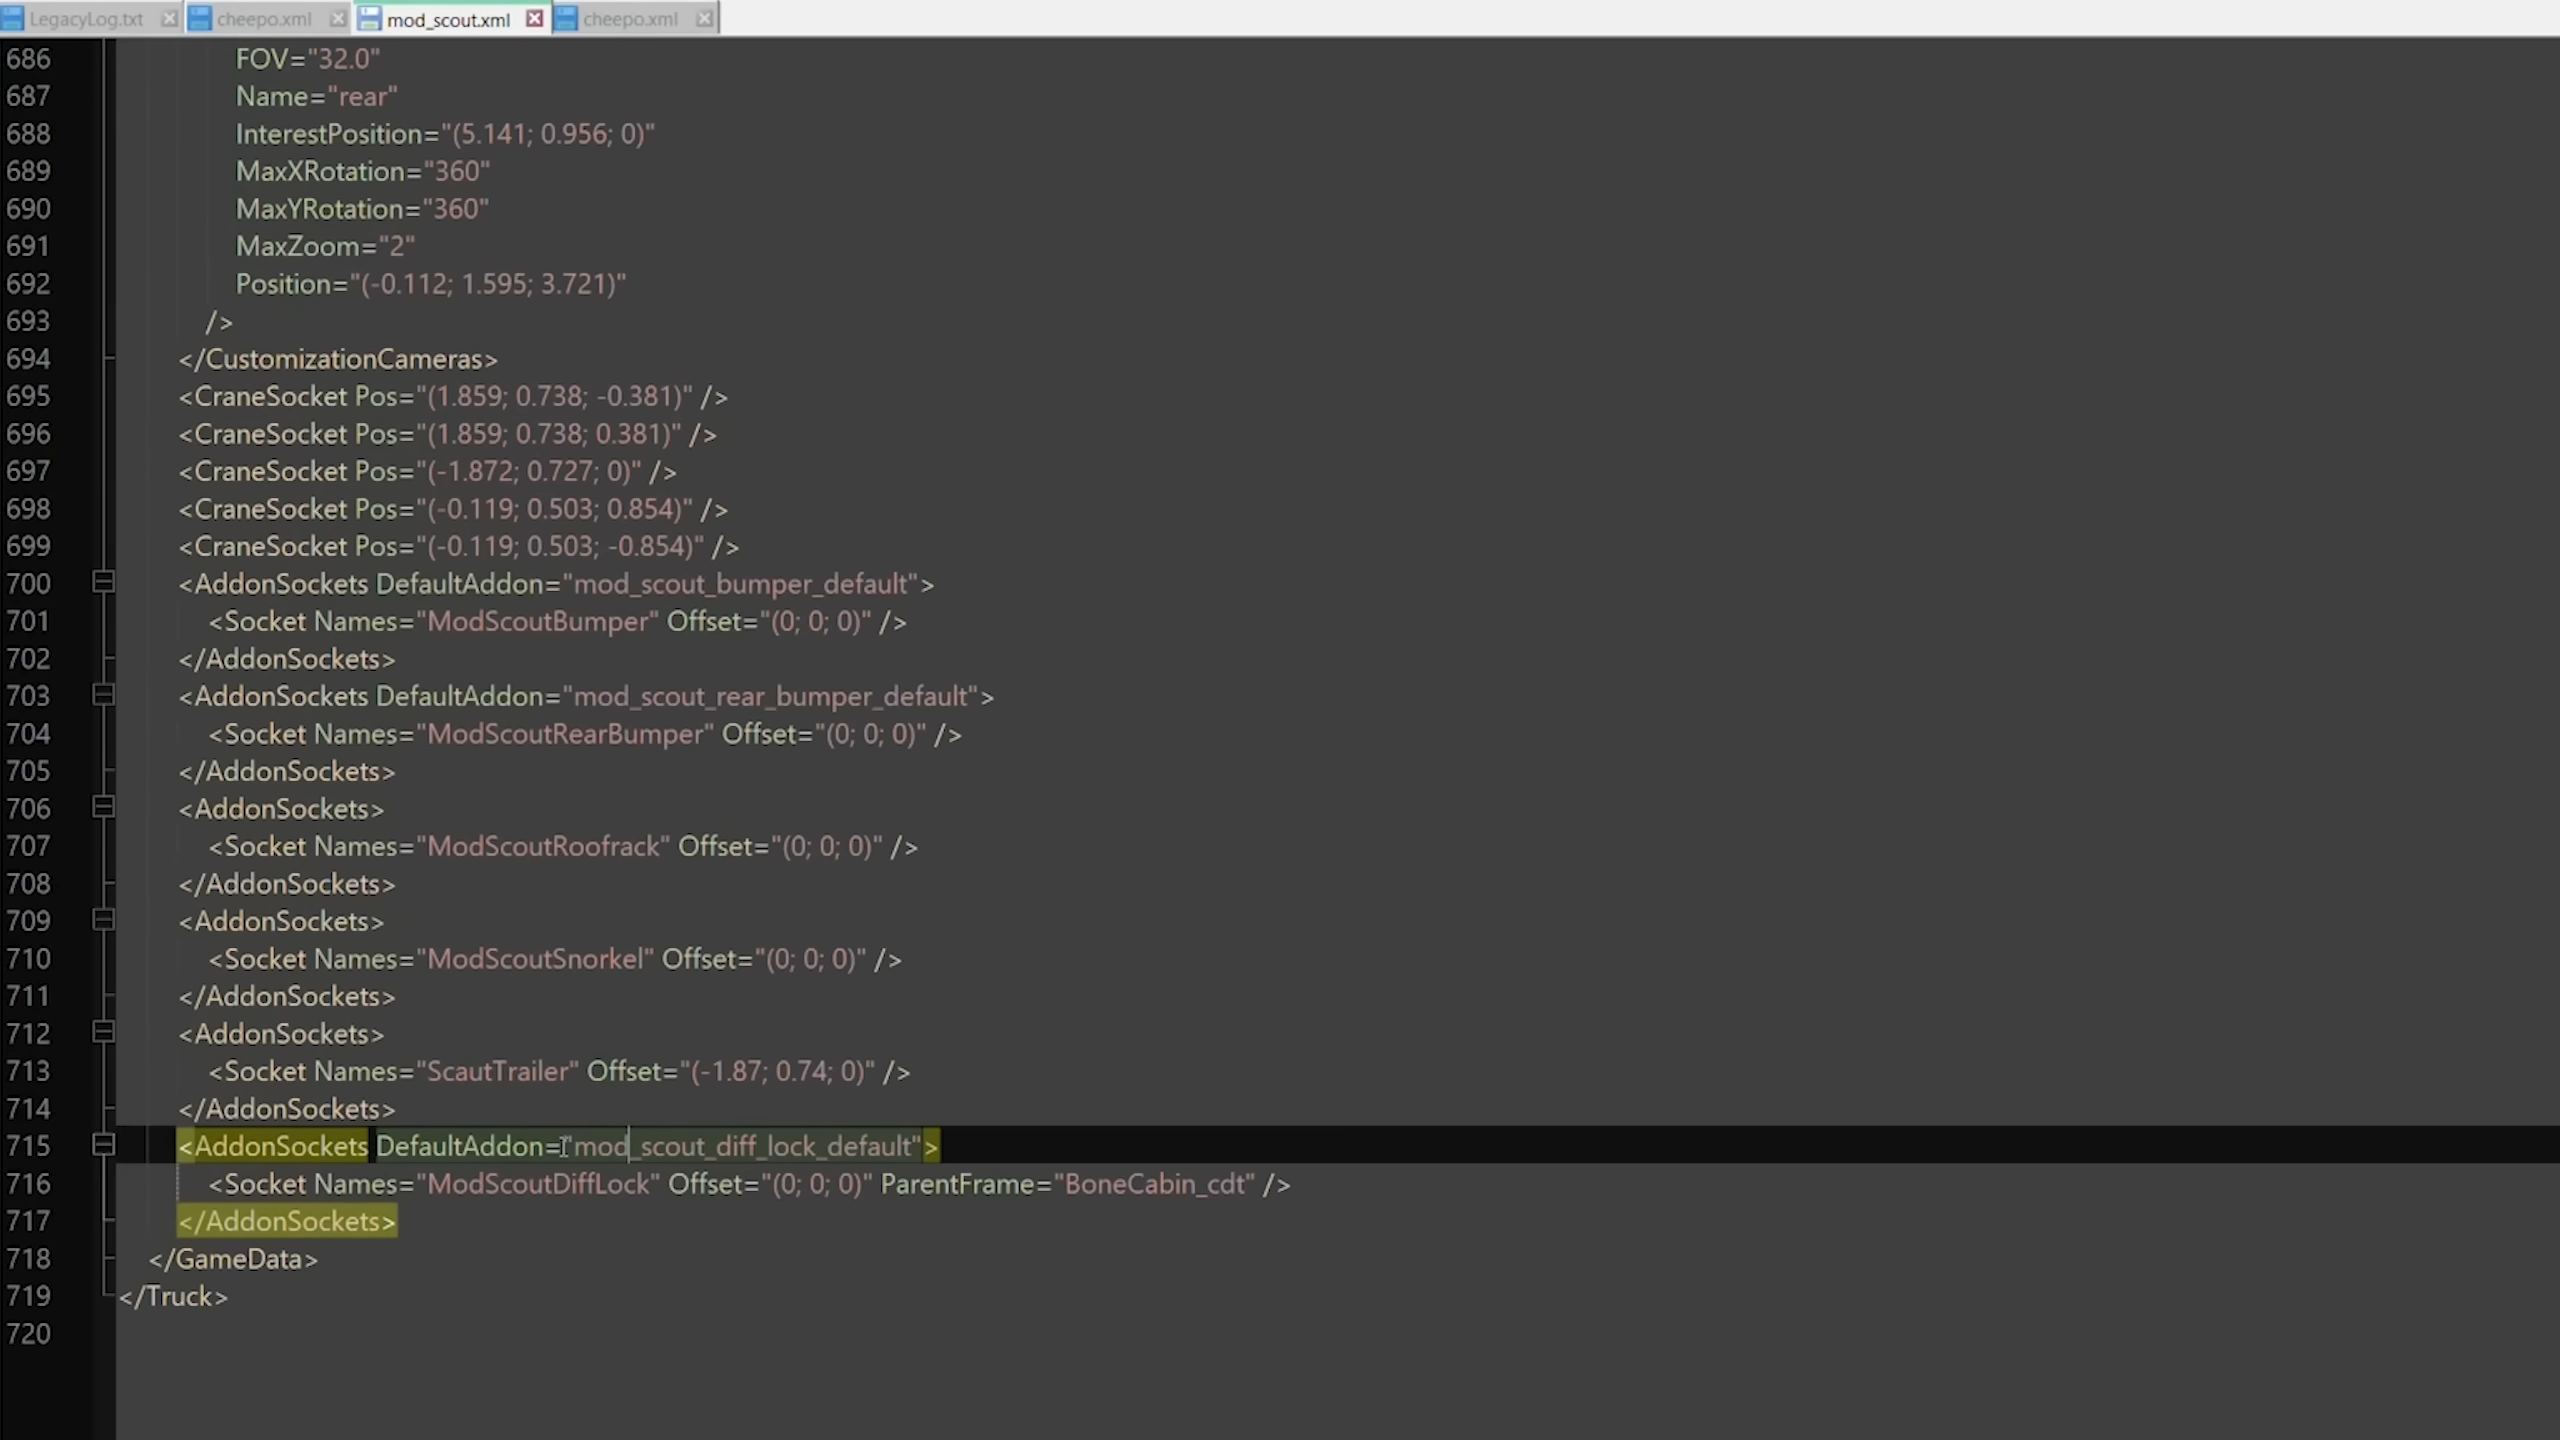 LegacyLog.txt cheepo.xml mod_scout.xml cheepo.xml
686 FOV="32.0"
687 Name="rear"
688 InterestPosition="(5.141; 0.956; 0)"
689 MaxXRotation="360"
690 MaxYRotation="360"
691 MaxZoom="2"
692 Position="(-0.112; 1.595; 3.721)"
693 />
694 </CustomizationCameras>
695 <CraneSocket Pos="(1.859; 0.738; -0.381)" />
696 <CraneSocket Pos="(1.859; 0.738; 0.381)" />
697 <CraneSocket Pos="(-1.872; 0.727; 0)" />
698 <CraneSocket Pos="(-0.119; 0.503; 0.854)" />
699 <CraneSocket Pos="(-0.119; 0.503; -0.854)" />
700 <AddonSockets DefaultAddon="mod_scout_bumper_default">
701 <Socket Names="ModScoutBumper" Offset="(0; 0; 0)" />
702 </AddonSockets>
703 <AddonSockets DefaultAddon="mod_scout_rear_bumper_default">
704 <Socket Names="ModScoutRearBumper" Offset="(0; 0; 0)" />
705 </AddonSockets>
706 <AddonSockets>
707 <Socket Names="ModScoutRoofrack" Offset="(0; 0; 0)" />
708 </AddonSockets>
709 <AddonSockets>
710 <Socket Names="ModScoutSnorkel" Offset="(0; 0; 0)" />
711 </AddonSockets>
712 <AddonSockets>
713 <Socket Names="ScautTrailer" Offset="(-1.87; 0.74; 0)" />
714 </AddonSockets>
715 <AddonSockets DefaultAddon="mod_scout_diff_lock_default">
716 <Socket Names="ModScoutDiffLock" Offset="(0; 0; 0)" ParentFrame="BoneCabin_cdt" />
717 </AddonSockets>
718 </GameData>
719 </Truck>
720